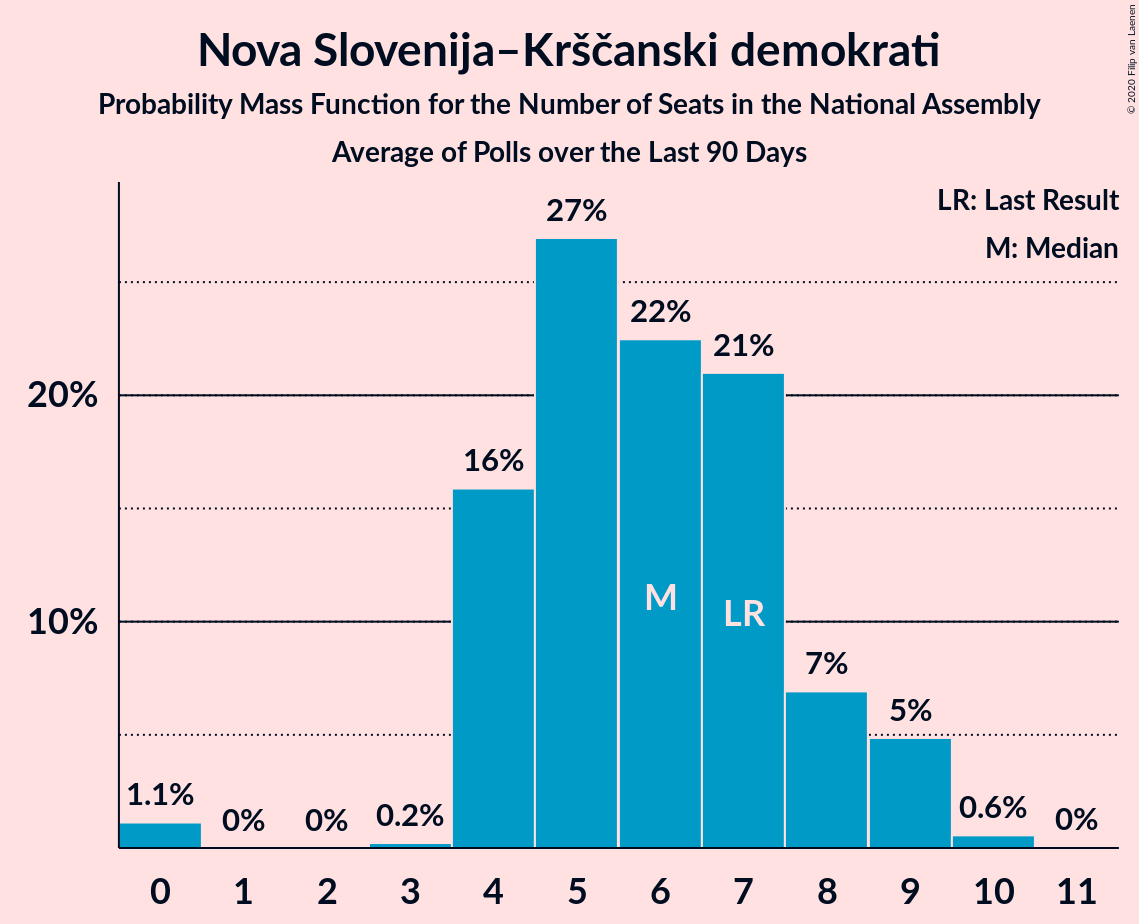 Nova Slovenija–Krščanski demokrati
Probability Mass Function for the Number of Seats in the National Assembly
Average of Polls over the Last 90 Days
© 2020 Filip van Laenen
LR: Last Result
M: Median
27%
22%
21%
20%
16%
M
LR
10%
7%
5%
1.1%
0%
0%
0.2%
0.6%
0%
0 1 2 3 4 5 6 7 8 9 10 11